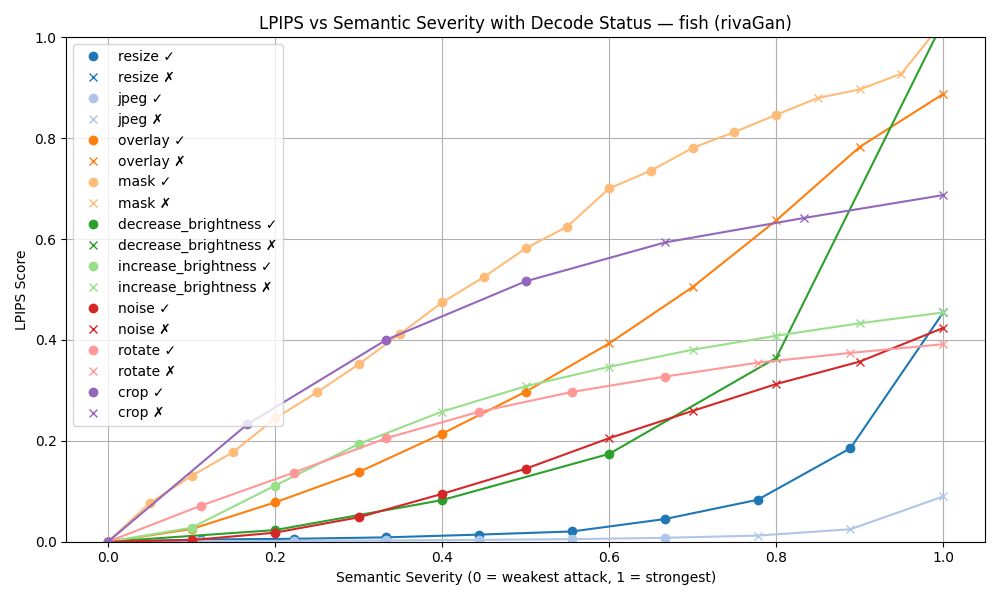 LPIPS vs Semantic Severity with Decode Status — fish (rivaGan)
1.0
0.8
0.6
0.4
0.2
0.0
LPIPS Score
resize ✓
resize ✗
jpeg ✓
jpeg ✗
overlay ✓
overlay ✗
mask ✓
mask ✗
decrease_brightness ✓
decrease_brightness ✗
increase_brightness ✓
increase_brightness ✗
noise ✓
noise ✗
rotate ✓
rotate ✗
crop ✓
crop ✗
0.0 0.2 0.4 0.6 0.8 1.0
Semantic Severity (0 = weakest attack, 1 = strongest)